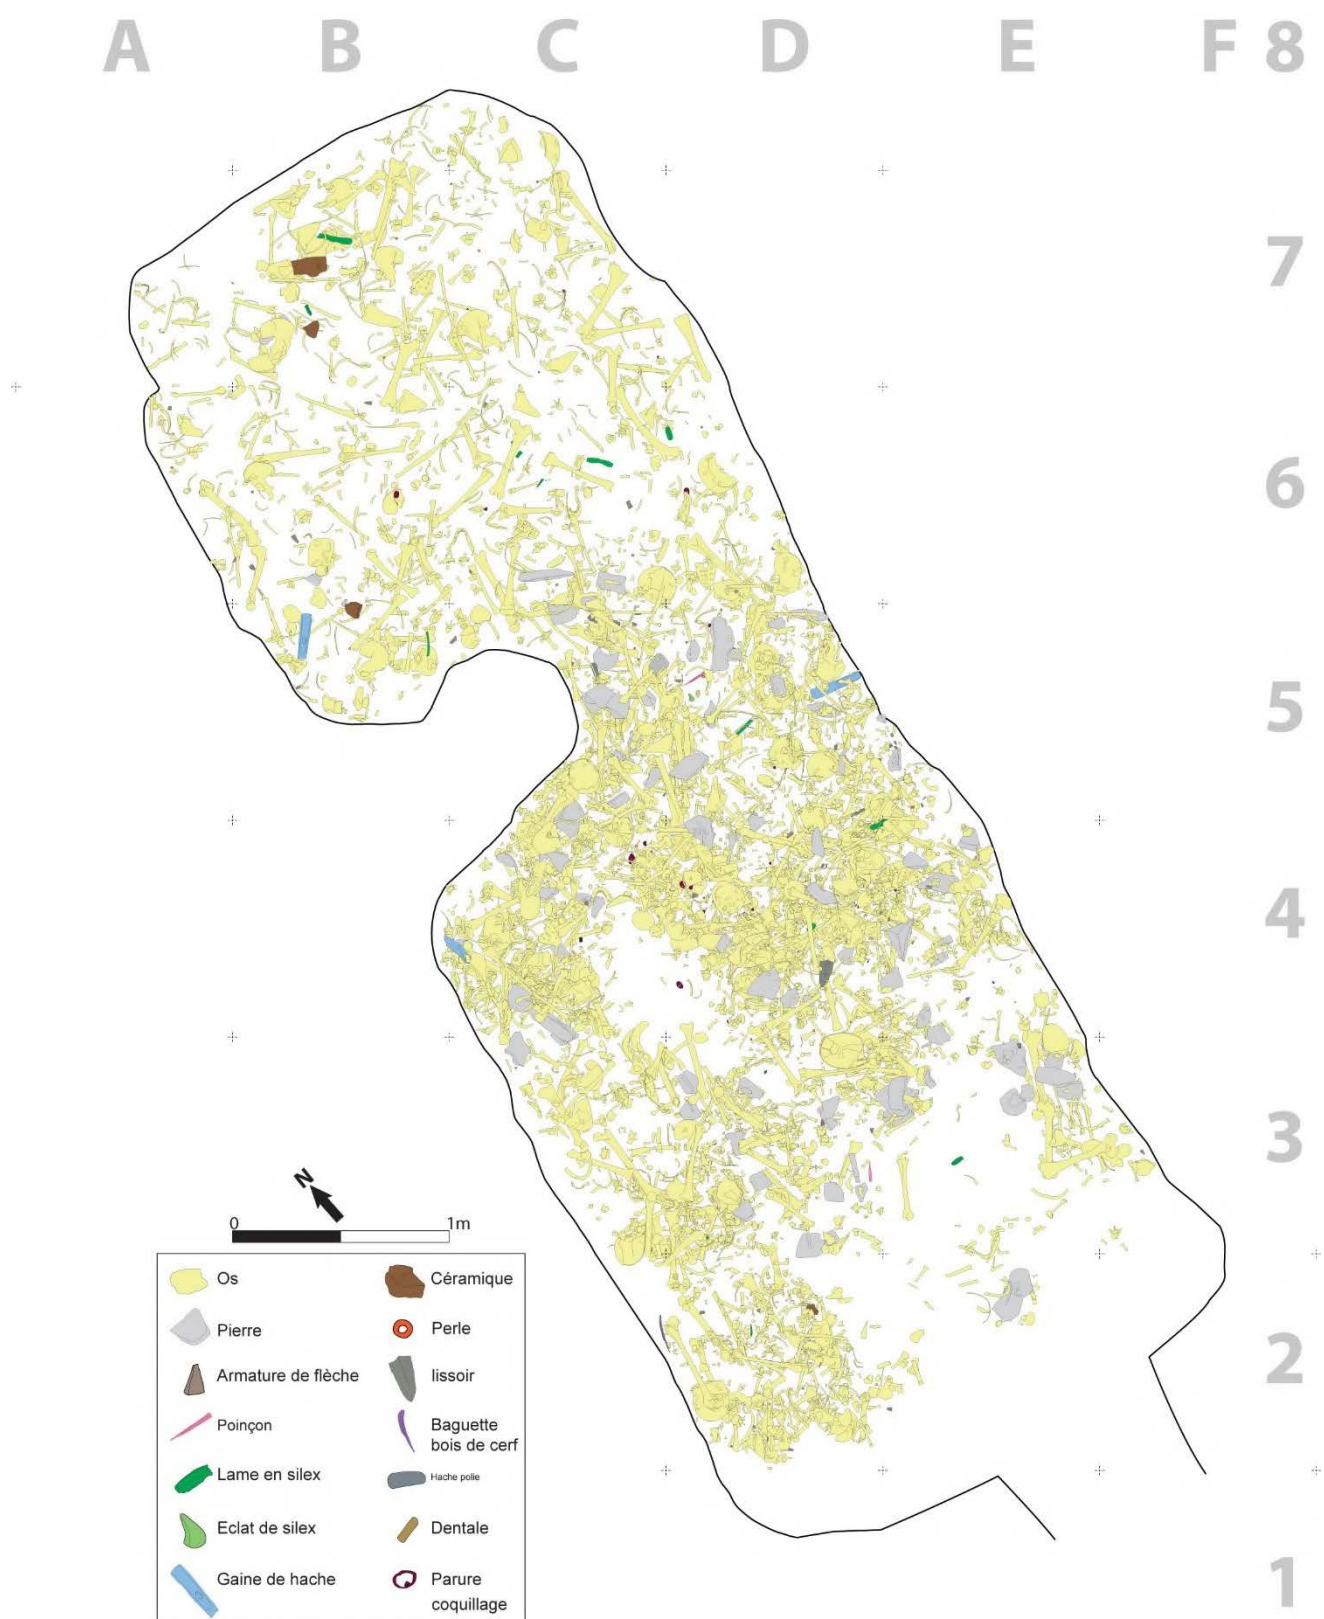 A B C D E F 8
7
6
5
4
3
2
1
N
0 1m
Os
Pierre
Armature de flèche
Poinçon
Lame en silex
Eclat de silex
Gaine de hache
Céramique
Perle
lissoir
Baguette
bois de cerf
Hache polie
Dentale
Parure
coquillage